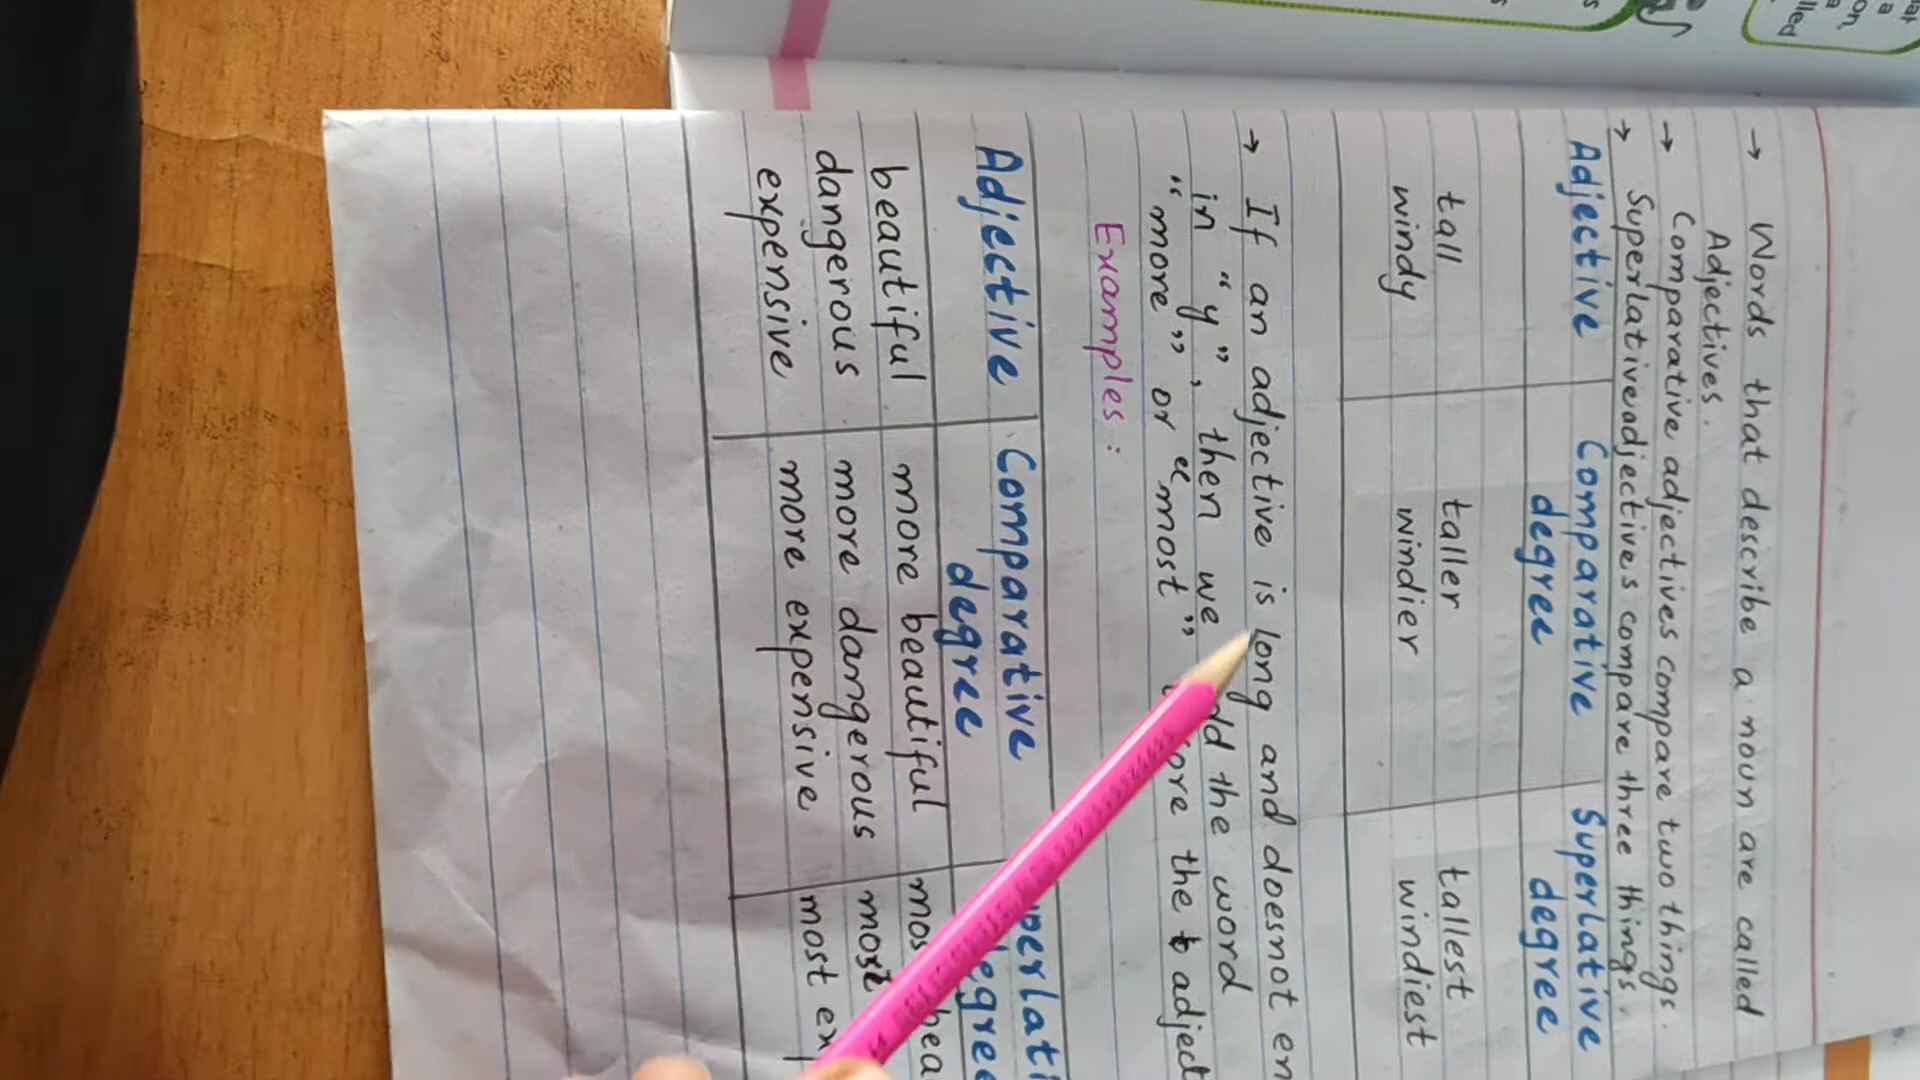 → Words that describe a noun are called
Adjectives.
→ Comparative adjectives compare two things.
→ Superlative adjectives compare three things.
Adjective Comparative degree Superlative degree
tall taller tallest
windy windier windiest
→ If an adjective is long and doesnot en
in "y", then we add the word
"more" or "most" the adject
Examples:
Adjective Comparative degree
beautiful more beautiful
dangerous more dangerous most
expensive more expensive most